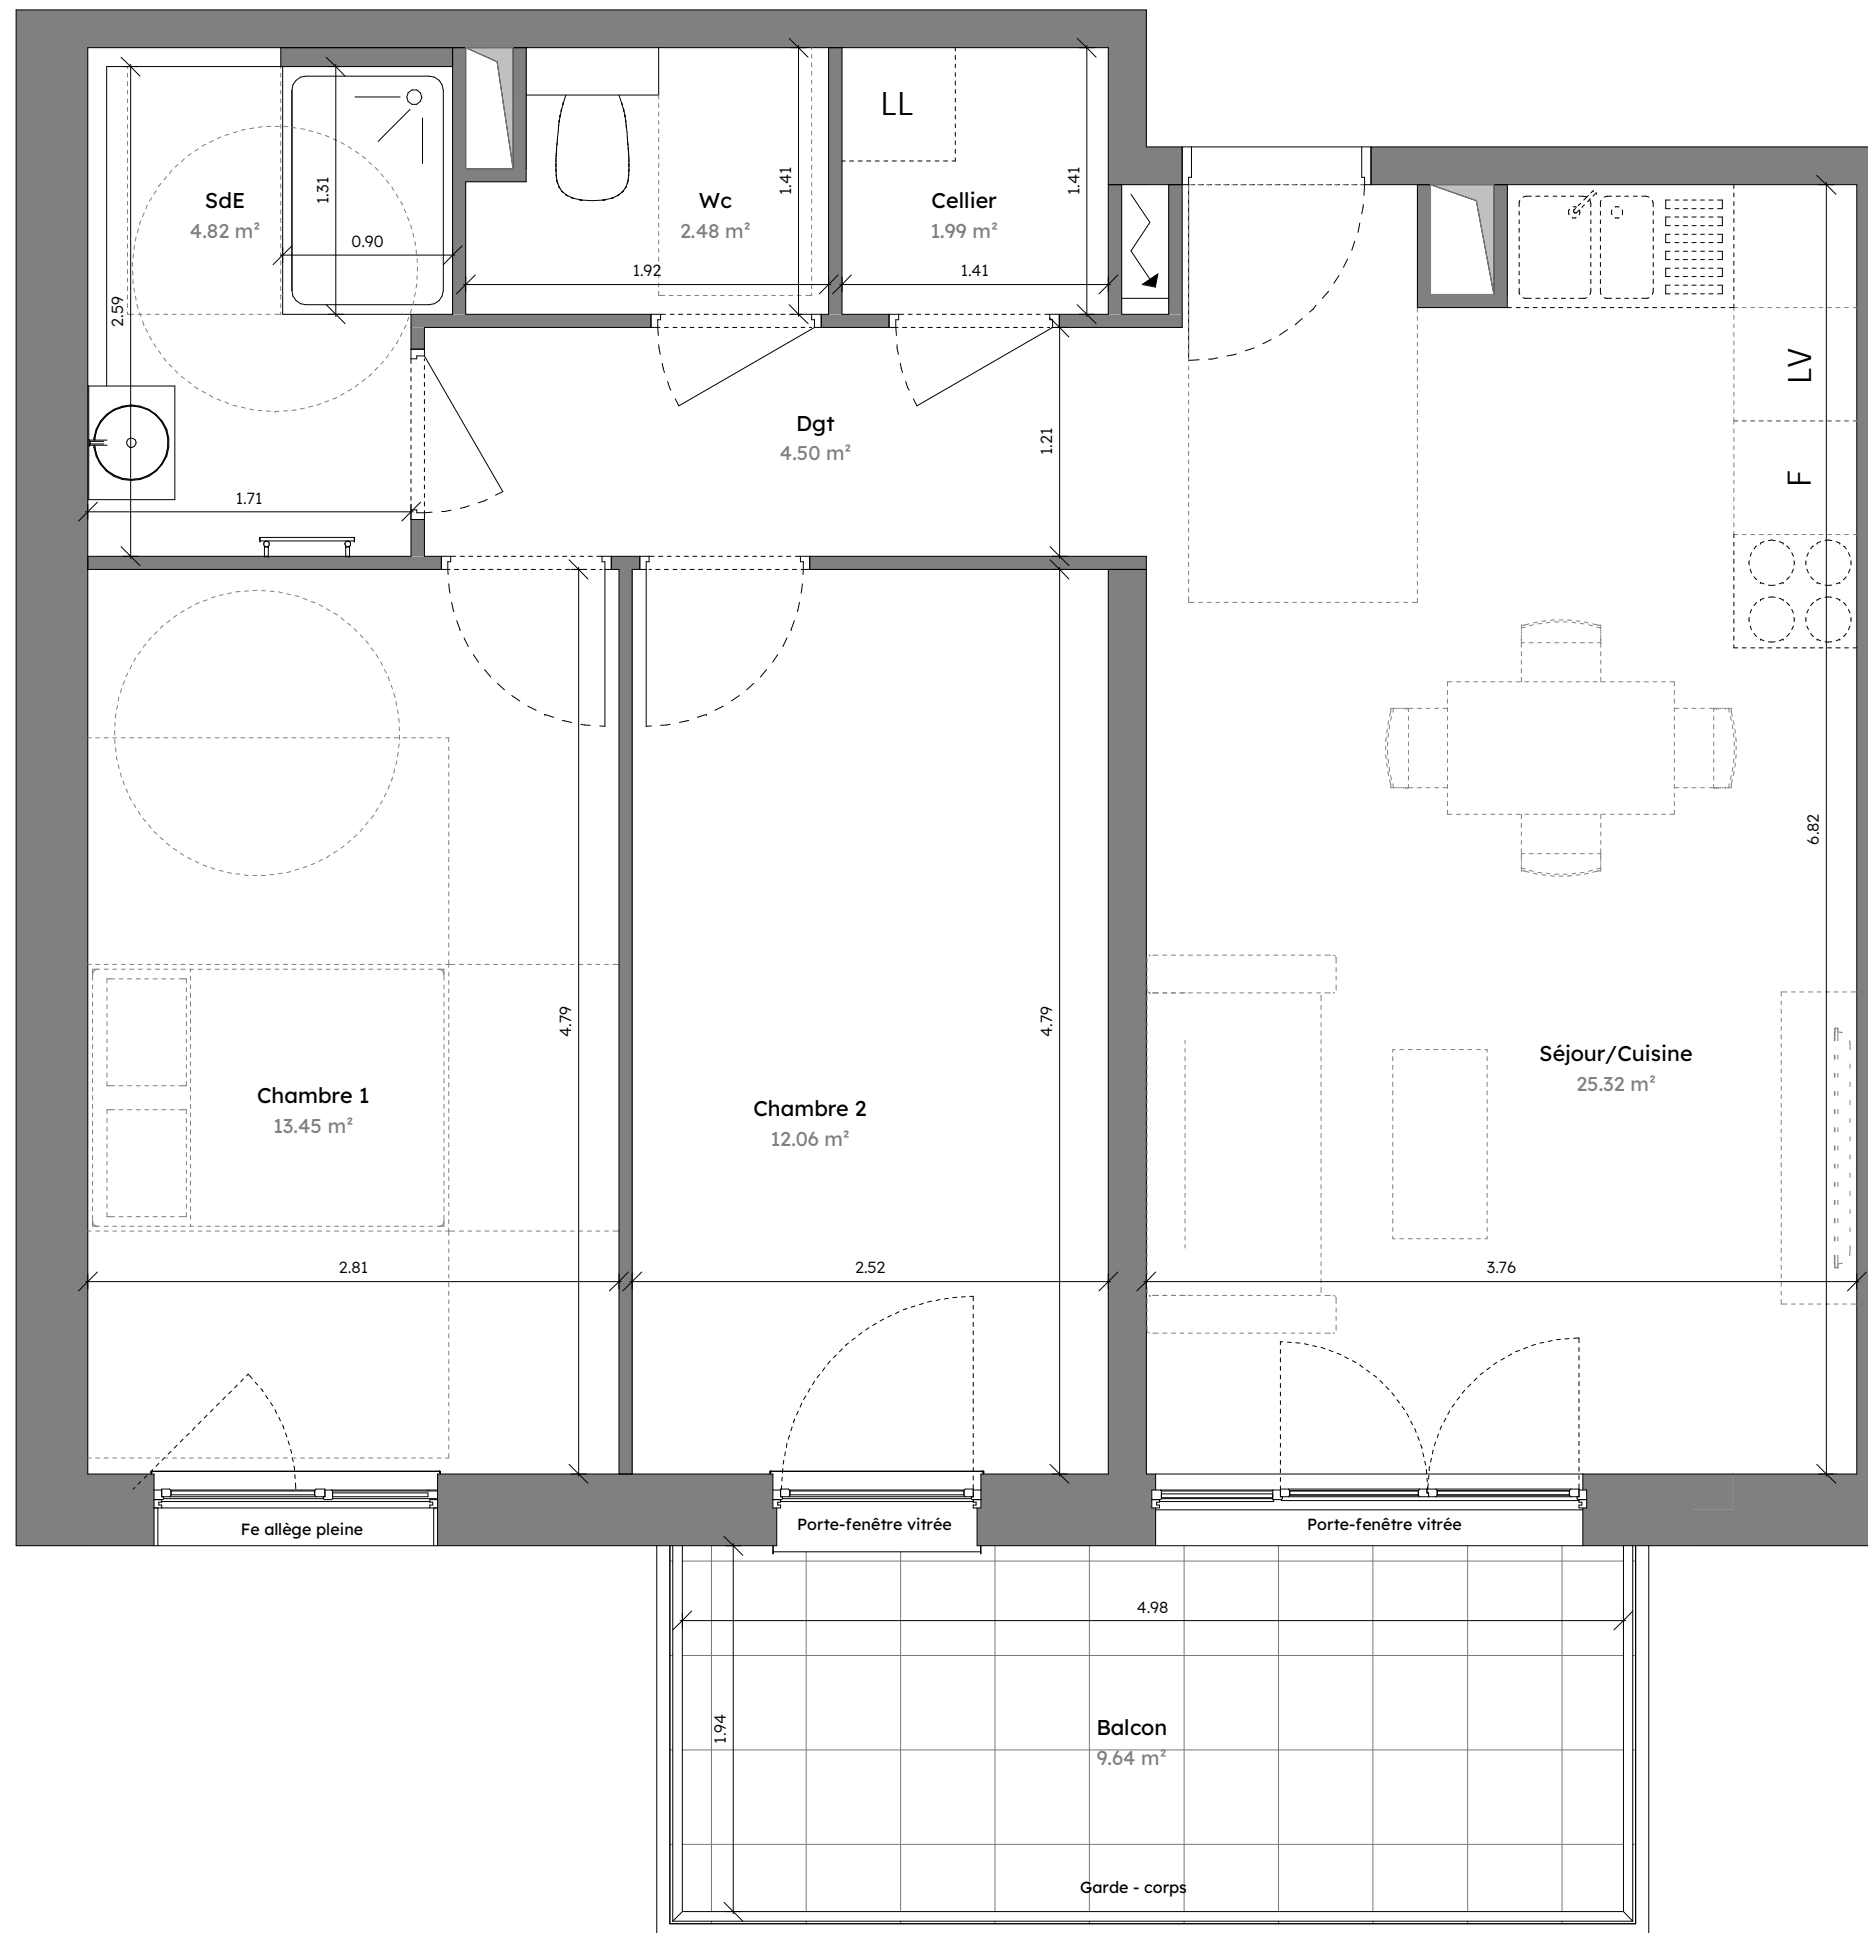 LL
SdE
4.82 m²
1.31
Wc
2.48 m²
1.41
Cellier
1.99 m²
1.41
0.90
1.92
1.41
2.59
LV
Dgt
4.50 m²
1.21
F
1.71
6.82
4.79
4.79
Séjour/Cuisine
25.32 m²
Chambre 1
13.45 m²
Chambre 2
12.06 m²
2.81
2.52
3.76
Fe allège pleine
Porte-fenêtre vitrée
Porte-fenêtre vitrée
4.98
1.94
Balcon
9.64 m²
Garde - corps